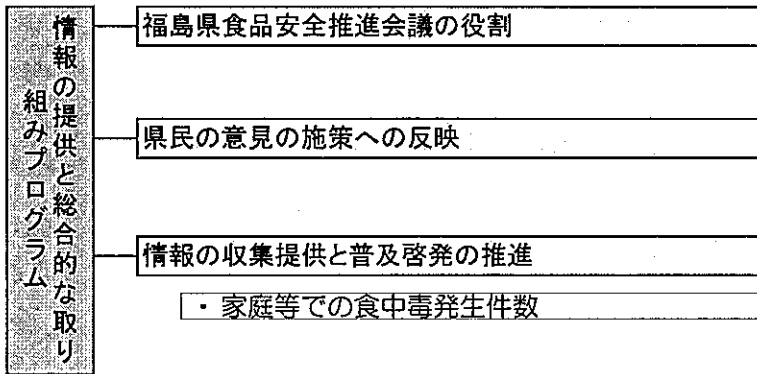 情報の提供と総合的な取り
組みプログラム
福島県食品安全推進会議の役割
県民の意見の施策への反映
情報の収集提供と普及啓発の推進
・家庭等での食中毒発生件数